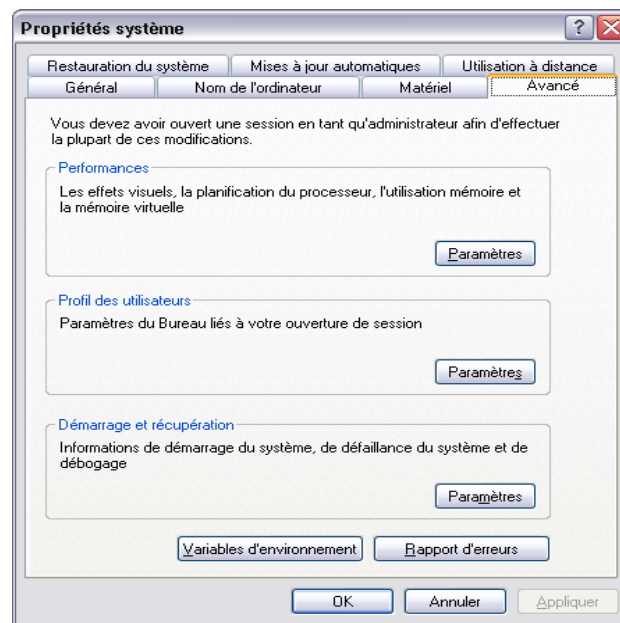 Propriétés système
Restauration du système Mises à jour automatiques Utilisation à distance
Général Nom de l'ordinateur Matériel Avancé
Vous devez avoir ouvert une session en tant qu'administrateur afin d'effectuer
la plupart de ces modifications.
Performances
Les effets visuels, la planification du processeur, l'utilisation mémoire et
la mémoire virtuelle
Paramètres
Profil des utilisateurs
Paramètres du Bureau liés à votre ouverture de session
Paramètres
Démarrage et récupération
Informations de démarrage du système, de défaillance du système et de
débogage
Paramètres
Variables d'environnement Rapport d'erreurs
OK Annuler Appliquer